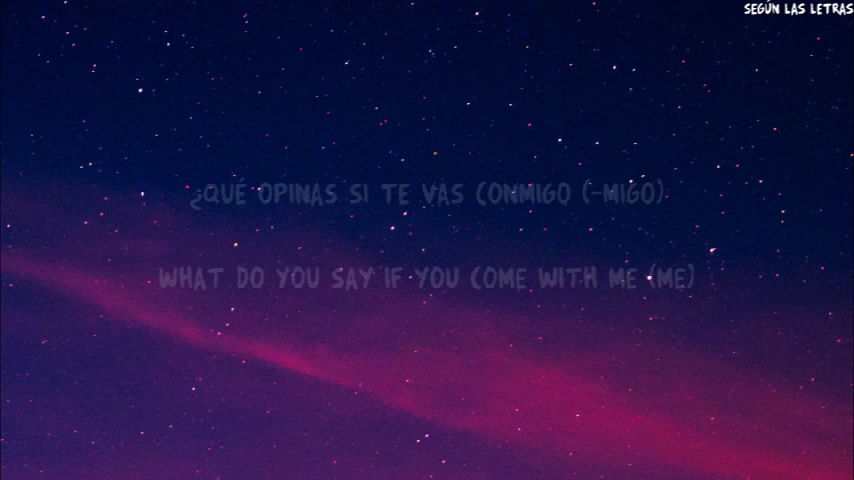 SEGÚN LAS LETRAS
¿QUÉ OPINAS SI TE VAS CONMIGO (-MIGO)
WHAT DO YOU SAY IF YOU COME WITH ME (ME)